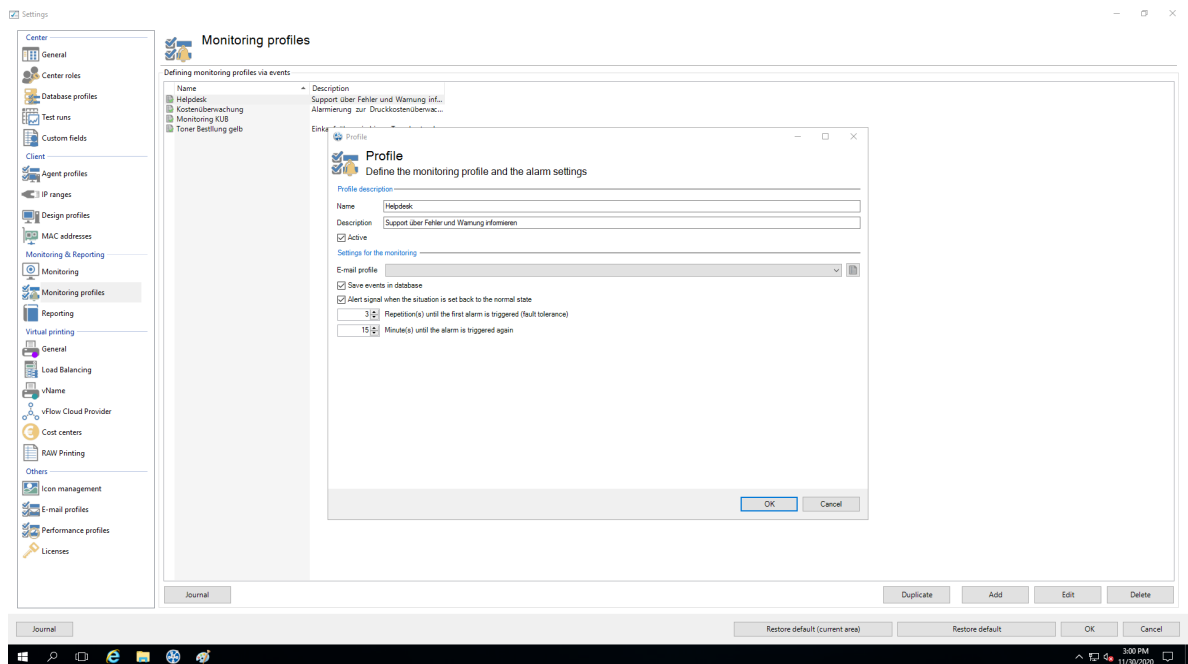 Settings
Center
General
Center roles
Database profiles
Test runs
Custom fields
Client
Agent profiles
IP ranges
Design profiles
MAC addresses
Monitoring & Reporting
Monitoring
Monitoring profiles
Reporting
Virtual printing
General
Load Balancing
vName
vFlow Cloud Provider
Cost centers
RAW Printing
Others
Icon management
E-mail profiles
Performance profiles
Licenses
Monitoring profiles
Defining monitoring profiles via events
Name Description
Helpdesk Support über Fehler und Warnung inf...
Kostenüberwachung Alarmierung zur Druckkostenüberwac...
Monitoring KUB
Toner Bestllung gelb
Profile
Profile
Define the monitoring profile and the alarm settings
Profile description
Name Helpdesk
Description Support über Fehler und Warnung informieren
Active
Settings for the monitoring
E-mail profile
Save events in database
Alert signal when the situation is set back to the normal state
3 Repetition(s) until the first alarm is triggered (fault tolerance)
15 Minute(s) until the alarm is triggered again
OK Cancel
Journal Duplicate Add Edit Delete
Journal Restore default (current area) Restore default OK Cancel
3:00 PM
11/30/2020